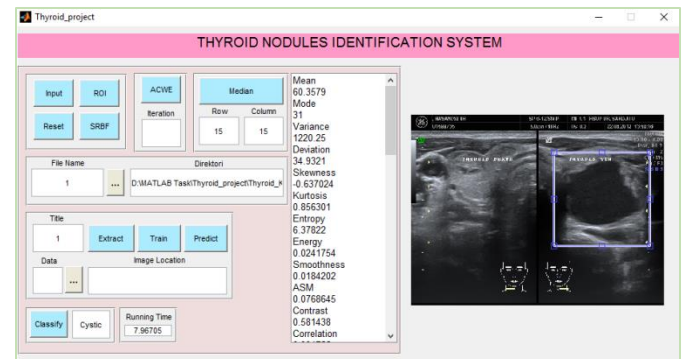 Thyroid_project
THYROID NODULES IDENTIFICATION SYSTEM
Input ROI ACWE Median
Iteration Row Column
Reset SRBF 15 15
File Name Direktori
1 ... D:\MATLAB Task\Thyroid_project\Thyroid_K
Title
1 Extract Train Predict
Data Image Location
...
Classify Cystic Running Time
7.96705
Mean
60.3579
Mode
31
Variance
1220.25
Deviation
34.9321
Skewness
-0.637024
Kurtosis
0.856301
Entropy
6.37822
Energy
0.0241754
Smoothness
0.0184202
ASM
0.0768645
Contrast
0.581438
Correlation